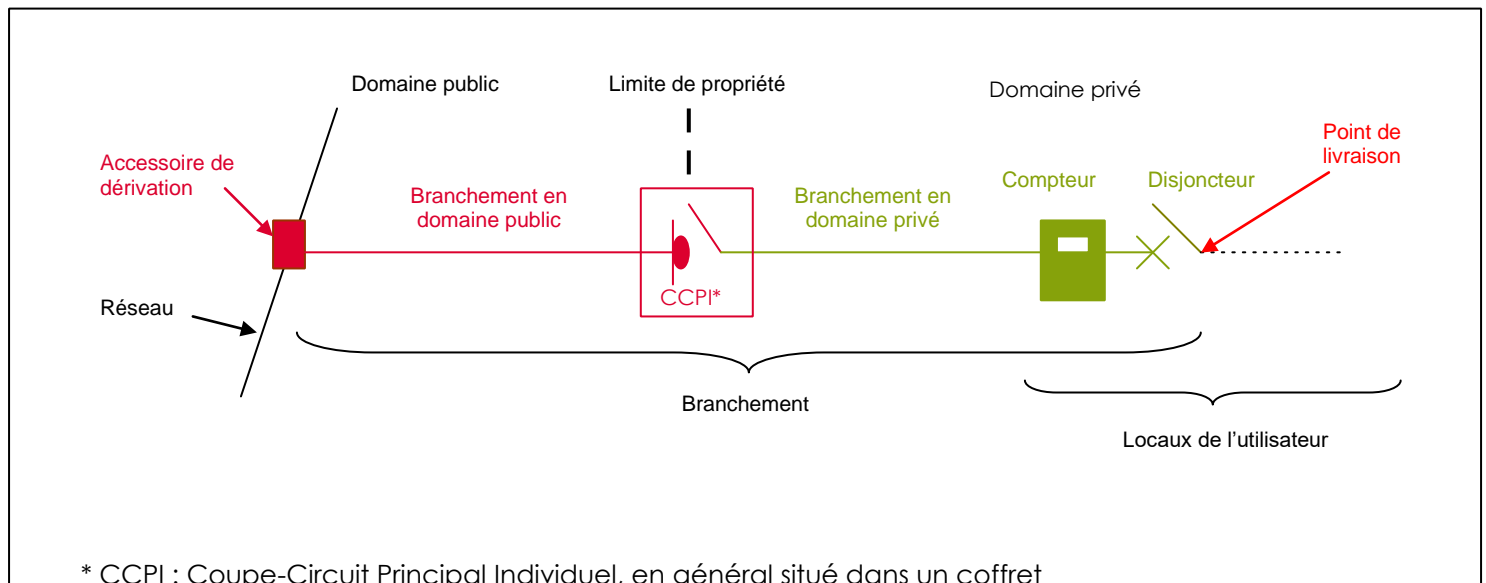 Domaine public
Limite de propriété
Domaine privé
Point de
livraison
Accessoire de
dérivation
Branchement en
domaine public
Branchement en
domaine privé
Compteur
Disjoncteur
CCPI*
Réseau
Branchement
Locaux de l'utilisateur
* CCPI : Coupe-Circuit Principal Individuel, en général situé dans un coffret